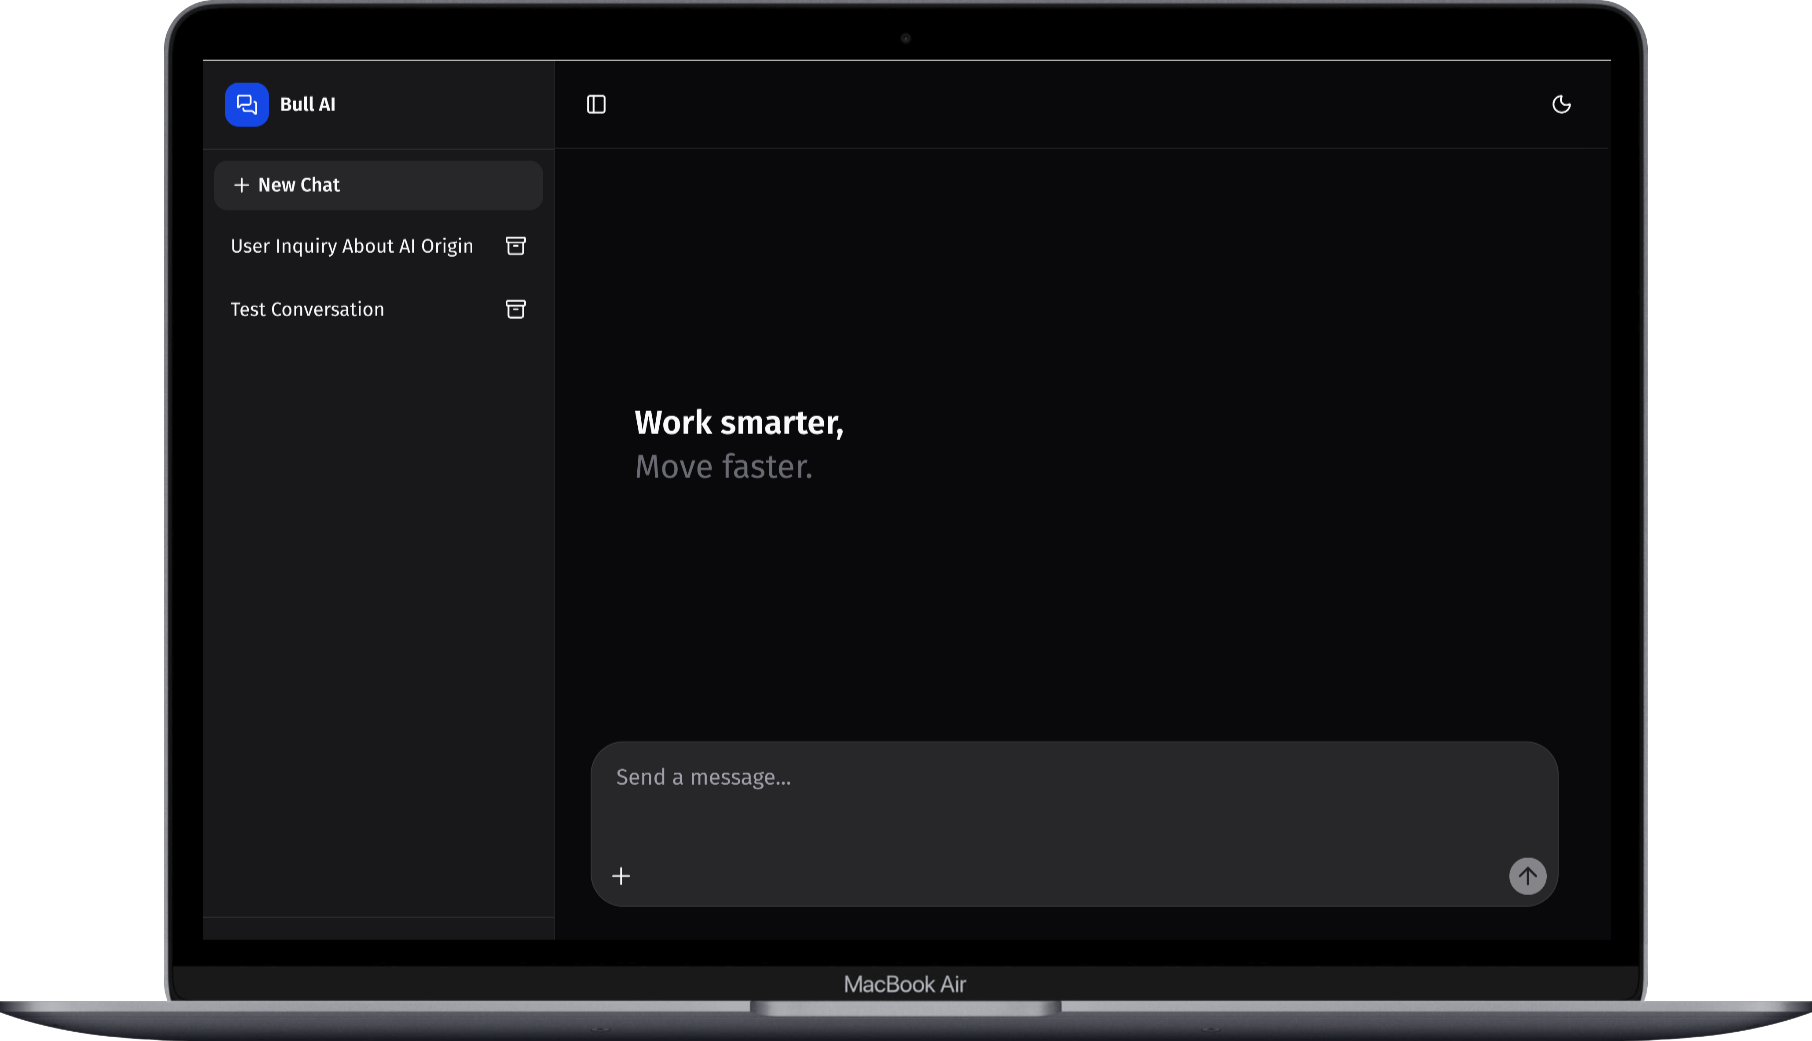 Bull AI
New Chat
User Inquiry About AI Origin
Test Conversation
Work smarter,
Move faster.
Send a message...
MacBook Air